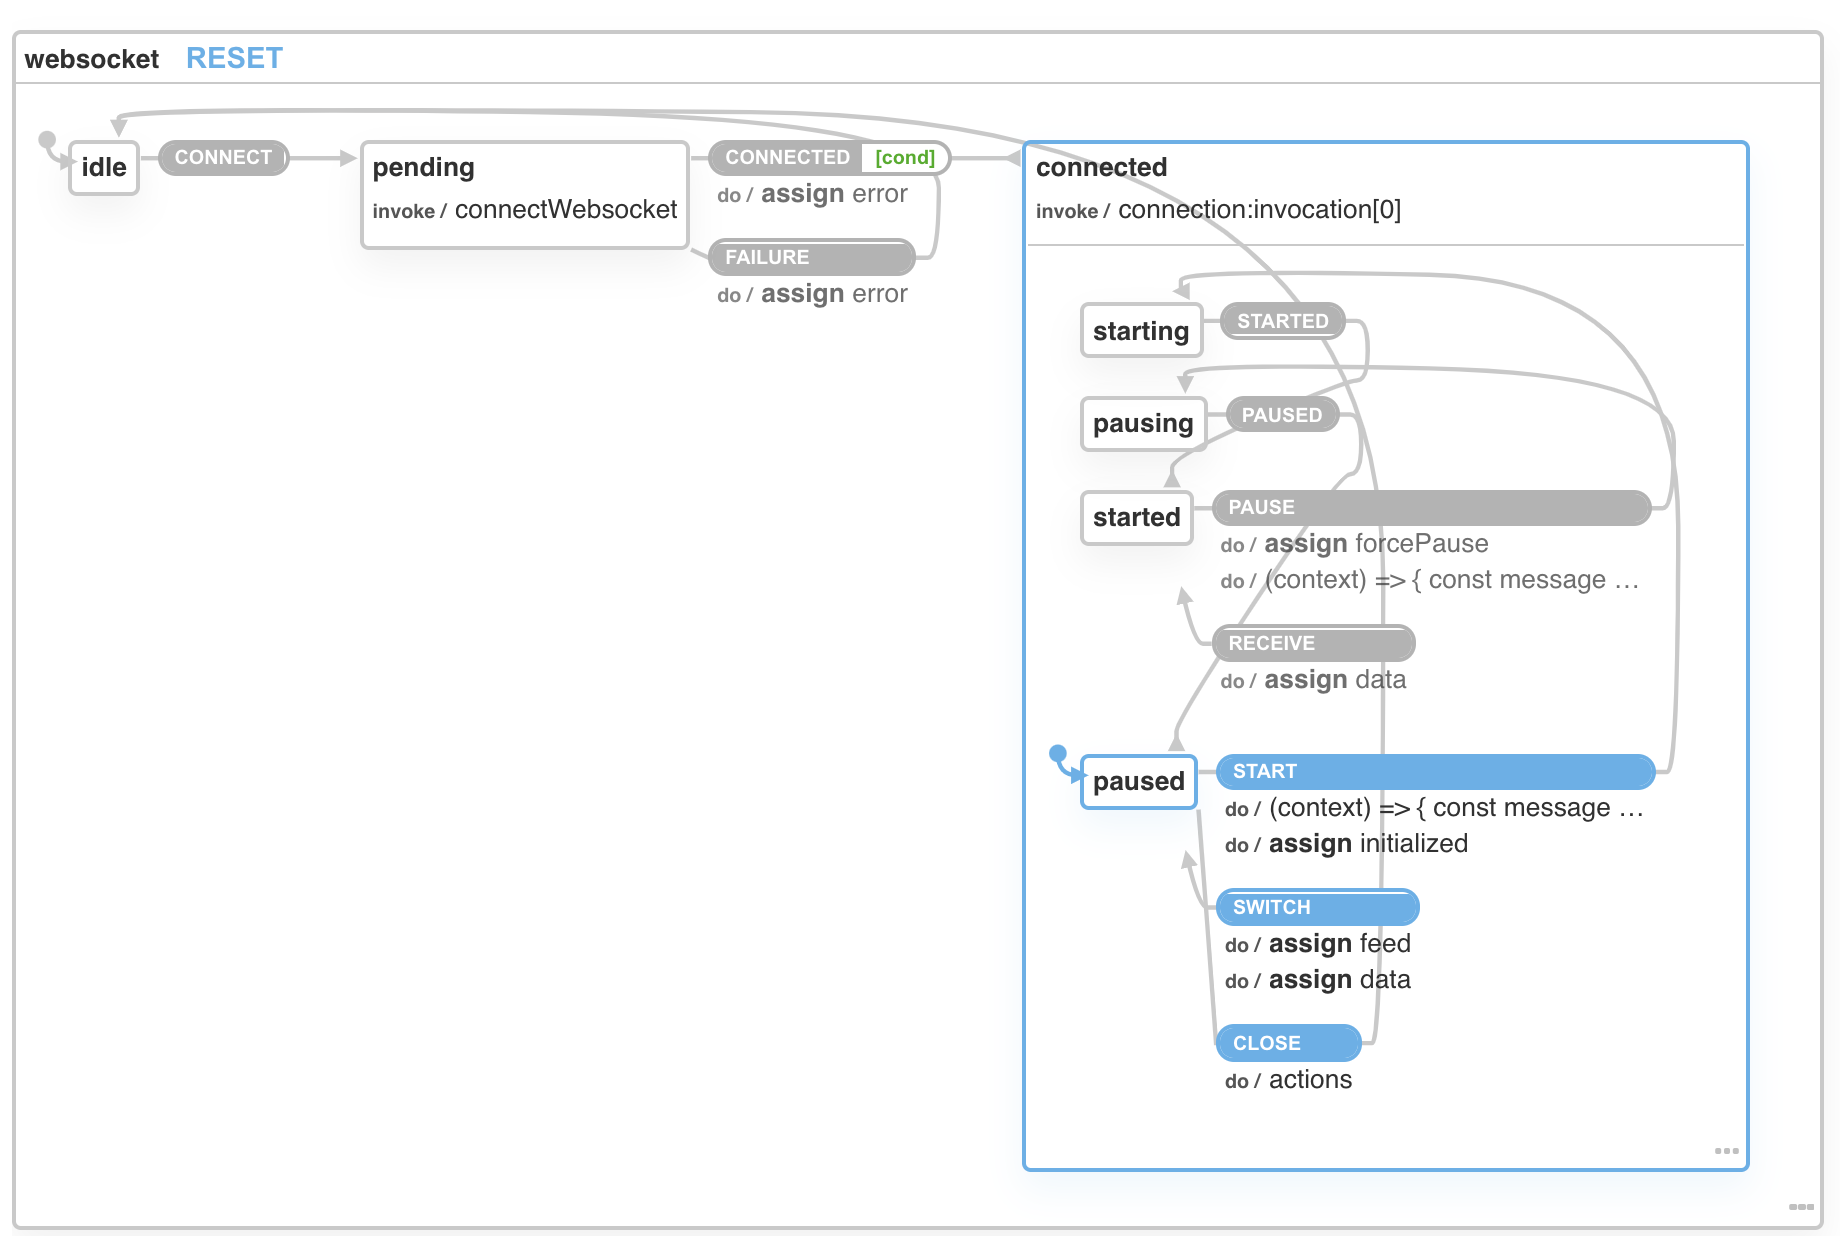 websocket RESET
idle
CONNECT
pending
invoke / connectWebsocket
CONNECTED [cond]
do / assign error
FAILURE
do / assign error
connected
invoke / connection:invocation[0]
starting
STARTED
pausing
PAUSED
started
PAUSE
do / assign forcePause
do / (context) => { const message …
RECEIVE
do / assign data
paused
START
do / (context) => { const message …
do / assign initialized
SWITCH
do / assign feed
do / assign data
CLOSE
do / actions